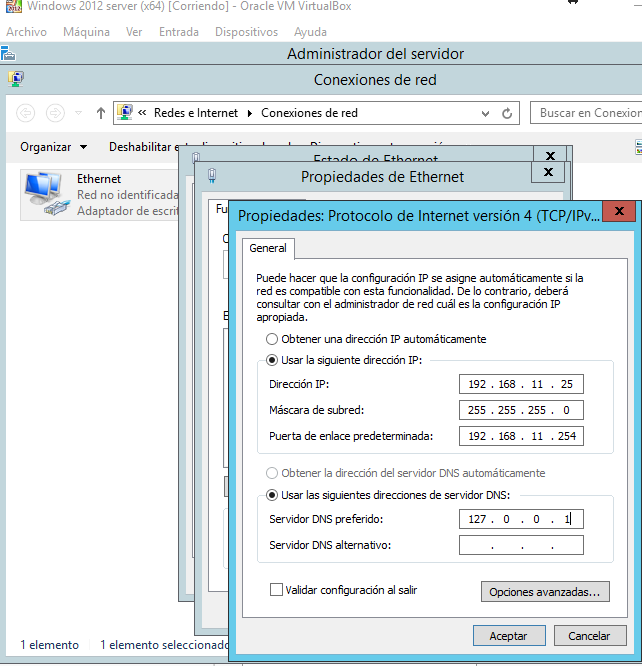 Windows 2012 server (x64) [Corriendo] - Oracle VM VirtualBox
Archivo Máquina Ver Entrada Dispositivos Ayuda
Administrador del servidor
Conexiones de red
« Redes e Internet Conexiones de red
Buscar en Conexion
Organizar
Deshabilitar
Estado de Ethernet
x
Ethernet
Red no identificada
Adaptador de escrit
Propiedades de Ethernet
x
Fu
Propiedades: Protocolo de Internet versión 4 (TCP/IPv...
x
General
Puede hacer que la configuración IP se asigne automáticamente si la
red es compatible con esta funcionalidad. De lo contrario, deberá
consultar con el administrador de red cuál es la configuración IP
apropiada.
Obtener una dirección IP automáticamente
Usar la siguiente dirección IP:
Dirección IP: 192 . 168 . 11 . 25
Máscara de subred: 255 . 255 . 255 . 0
Puerta de enlace predeterminada: 192 . 168 . 11 . 254
Obtener la dirección del servidor DNS automáticamente
Usar las siguientes direcciones de servidor DNS:
Servidor DNS preferido: 127 . 0 . 0 . 1
Servidor DNS alternativo: . . .
Validar configuración al salir
Opciones avanzadas...
Aceptar Cancelar
1 elemento 1 elemento seleccionado